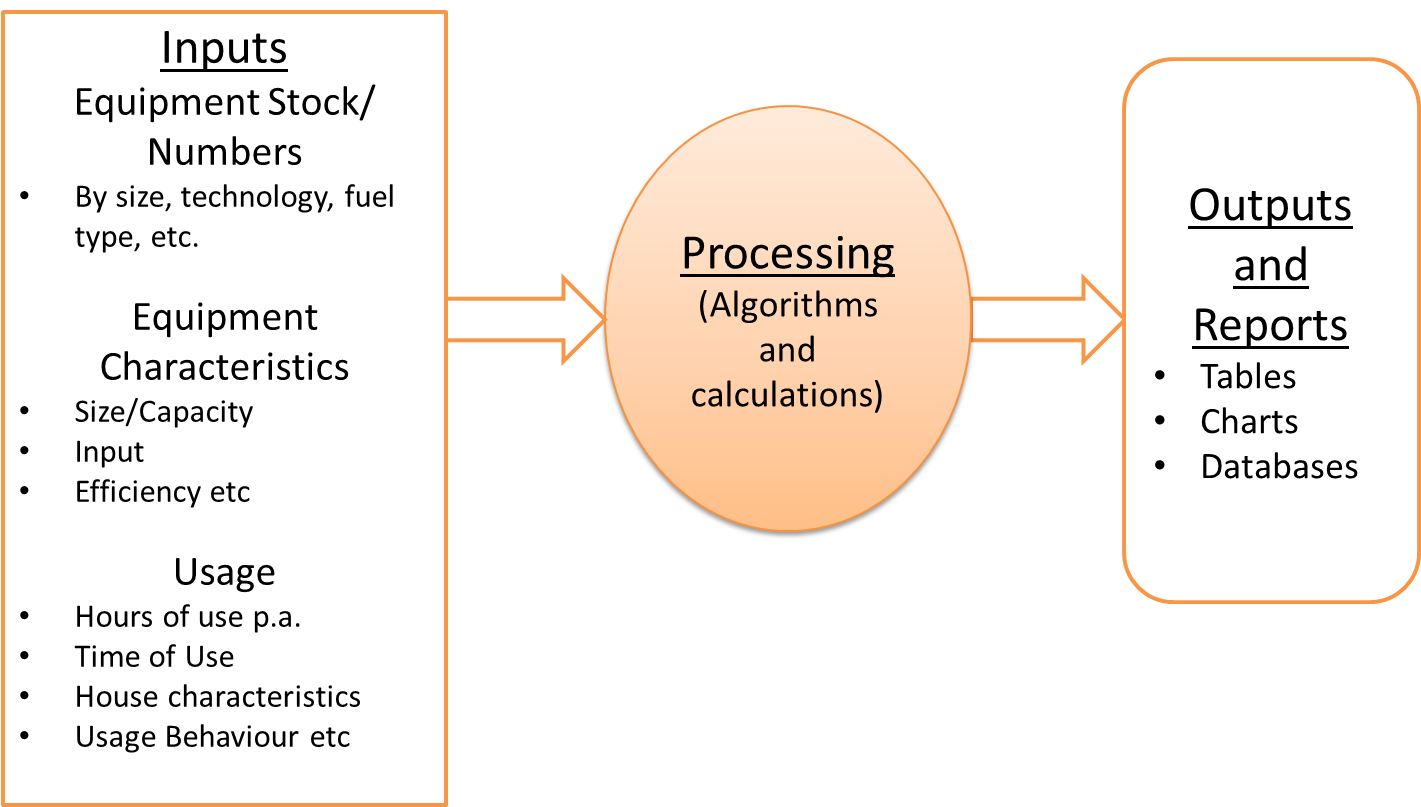 Inputs
Equipment Stock/
Numbers
• By size, technology, fuel
type, etc.
Equipment
Characteristics
• Size/Capacity
• Input
• Efficiency etc
Usage
• Hours of use p.a.
• Time of Use
• House characteristics
• Usage Behaviour etc
Processing
(Algorithms
and
calculations)
Outputs
and
Reports
• Tables
• Charts
• Databases